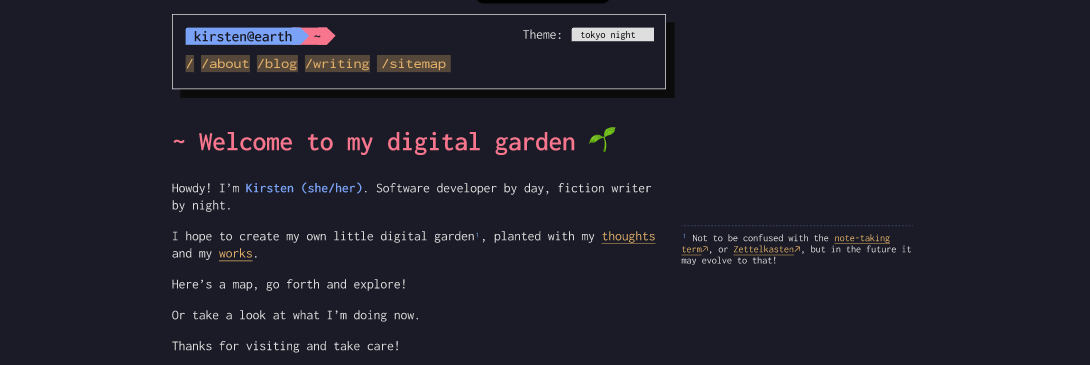 kirsten@earth ~
Theme: tokyo night
/ /about /blog /writing /sitemap
~ Welcome to my digital garden 🌱
Howdy! I’m Kirsten (she/her). Software developer by day, fiction writer
by night.
I hope to create my own little digital garden¹, planted with my thoughts
and my works.
¹ Not to be confused with the note-taking
term↗, or Zettelkasten↗, but in the future it
may evolve to that!
Here’s a map, go forth and explore!
Or take a look at what I’m doing now.
Thanks for visiting and take care!